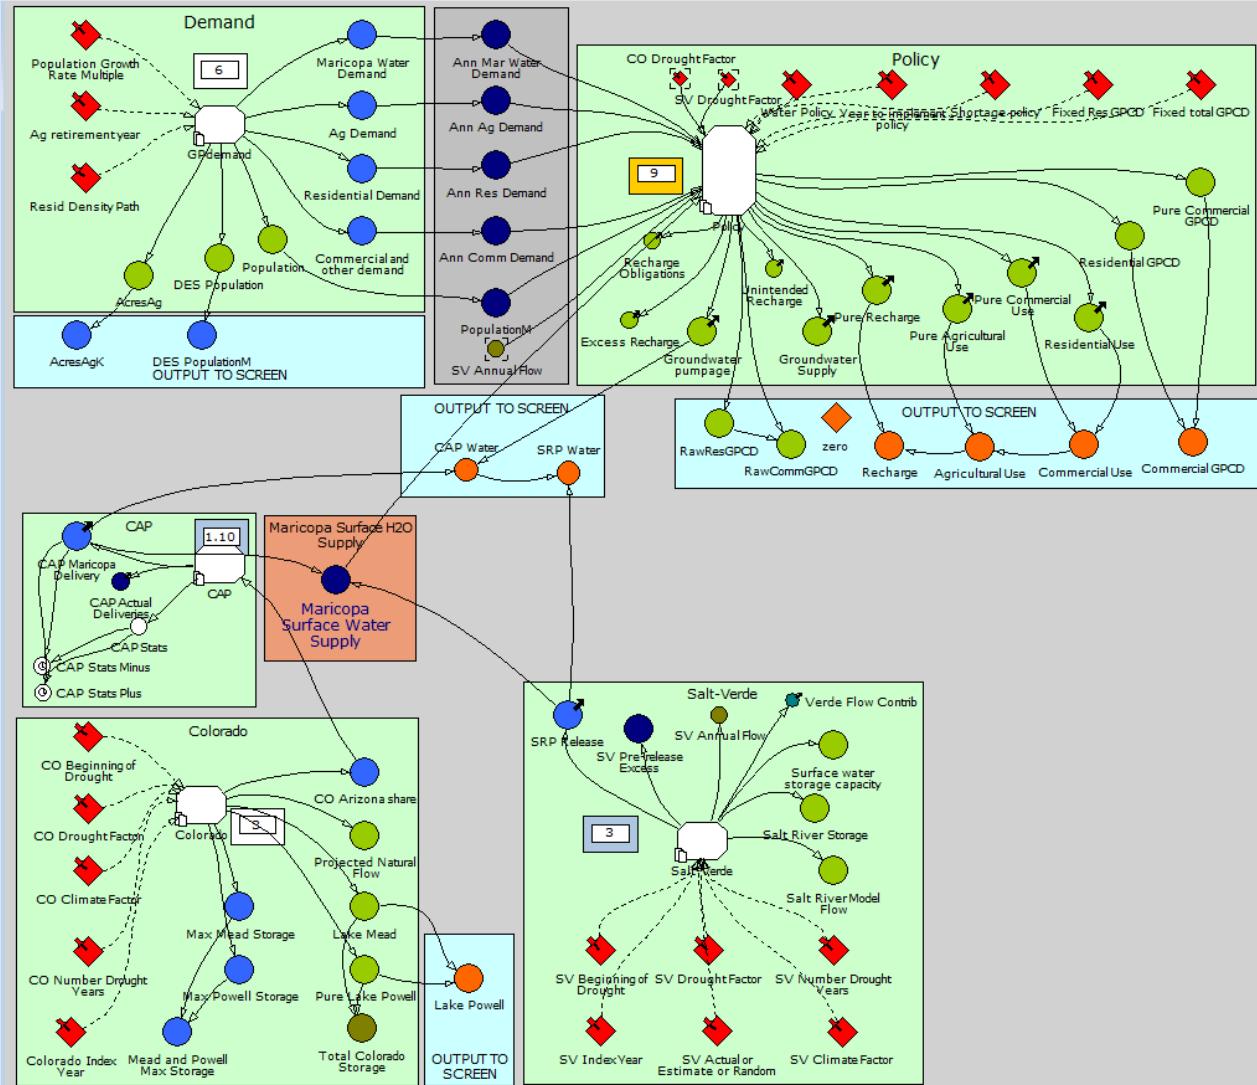 Demand
6
Population Growth
Rate Multiple
Ag retirement year
Resid Density Path
GPdemand
Maricopa Water
Demand
Ag Demand
Residential Demand
Commercial and
other demand
Population
DES Population
AcresAg
AcresAgK
DES PopulationM
OUTPUT TO SCREEN
Ann Mar Water
Demand
Ann Ag Demand
Ann Res Demand
Ann Comm Demand
PopulationM
SV Annual Flow
Policy
CO Drought Factor
SV Drought Factor
Water Policy
Year to Implement
policy
Shortage policy
Fixed Res GPCD
Fixed total GPCD
9
Policy
Pure Commercial
GPCD
Residential GPCD
Recharge
Obligations
Unintended
Recharge
Pure Recharge
Pure Commercial
Use
Pure Agricultural
Use
Residential Use
Excess Recharge
Groundwater
pumpage
Groundwater
Supply
OUTPUT TO SCREEN
CAP Water
SRP Water
OUTPUT TO SCREEN
RawResGPCD
RawCommGPCD
zero
Recharge
Agricultural Use
Commercial Use
Commercial GPCD
CAP
1.10
CAP Maricopa
Delivery
CAP Actual
Deliveries
CAP
CAP Stats
CAP Stats Minus
CAP Stats Plus
Maricopa Surface H2O
Supply
Maricopa
Surface Water
Supply
Colorado
CO Beginning of
Drought
CO Drought Factor
CO Climate Factor
CO Number Drought
Years
Colorado Index
Year
Colorado
3
CO Arizona share
Projected Natural
Flow
Max Mead Storage
Lake Mead
Max Powell Storage
Pure Lake Powell
Mead and Powell
Max Storage
Total Colorado
Storage
Lake Powell
OUTPUT TO
SCREEN
Salt-Verde
SRP Release
SV Pre-release
Excess
SV Annual Flow
Verde Flow Contrib
Surface water
storage capacity
Salt River Storage
3
Salt-Verde
Salt River Model
Flow
SV Beginning of
Drought
SV Drought Factor
SV Number Drought
Years
SV Index Year
SV Actual or
Estimate or Random
SV Climate Factor